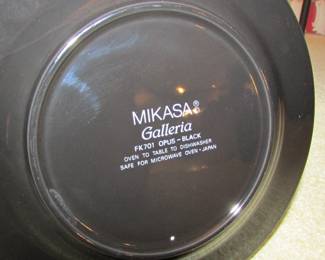 MIKASA®
Galleria
FK701 OPUS-BLACK
OVEN TO TABLE TO DISHWASHER
SAFE FOR MICROWAVE OVEN-JAPAN